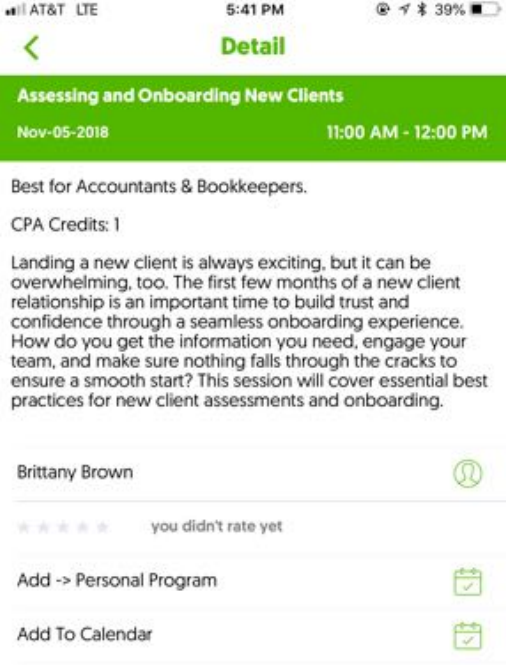 AT&T LTE 5:41 PM 39%
Detail
Assessing and Onboarding New Clients
Nov-05-2018 11:00 AM - 12:00 PM
Best for Accountants & Bookkeepers.
CPA Credits: 1
Landing a new client is always exciting, but it can be
overwhelming, too. The first few months of a new client
relationship is an important time to build trust and
confidence through a seamless onboarding experience.
How do you get the information you need, engage your
team, and make sure nothing falls through the cracks to
ensure a smooth start? This session will cover essential best
practices for new client assessments and onboarding.
Brittany Brown
you didn't rate yet
Add -> Personal Program
Add To Calendar